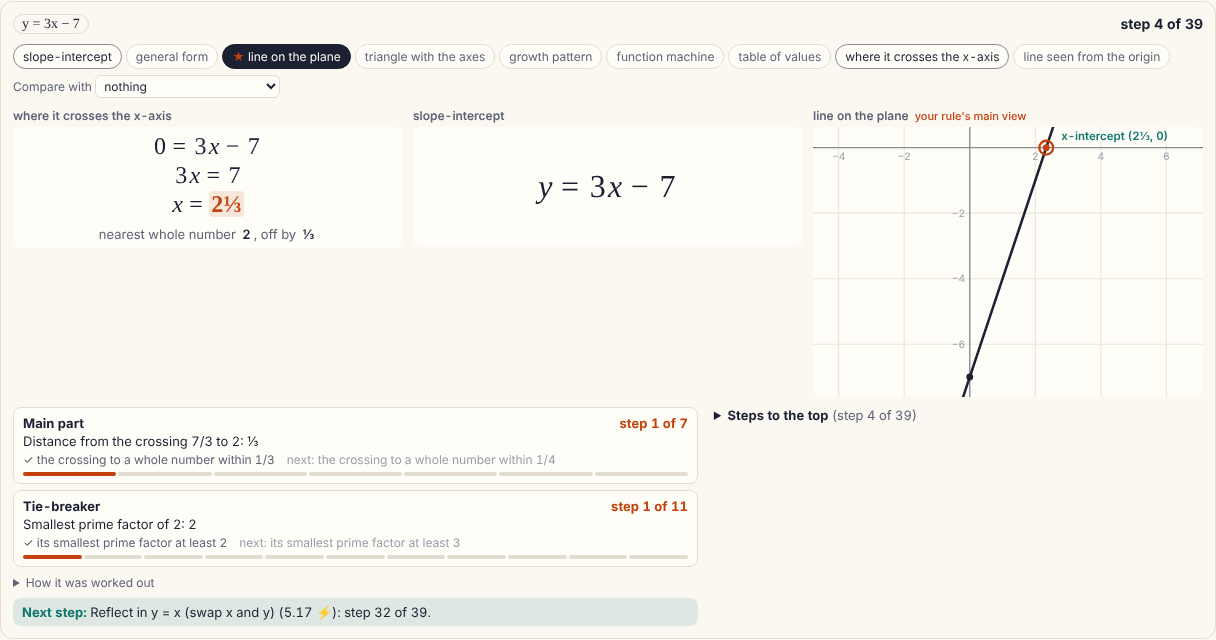 y = 3x − 7
step 4 of 39
slope-intercept
general form
★ line on the plane
triangle with the axes
growth pattern
function machine
table of values
where it crosses the x-axis
line seen from the origin
Compare with nothing
where it crosses the x-axis
0 = 3x − 7
3x = 7
x = 2⅓
nearest whole number 2 , off by ⅓
slope-intercept
y = 3x − 7
line on the plane your rule's main view
x-intercept (2⅓, 0)
−4 −2 2 4 6
−2
−4
−6
Main part step 1 of 7
Distance from the crossing 7/3 to 2: ⅓
✓ the crossing to a whole number within 1/3 next: the crossing to a whole number within 1/4
Tie-breaker step 1 of 11
Smallest prime factor of 2: 2
✓ its smallest prime factor at least 2 next: its smallest prime factor at least 3
▶ How it was worked out
Next step: Reflect in y = x (swap x and y) (5.17 ⚡): step 32 of 39.
▶ Steps to the top (step 4 of 39)